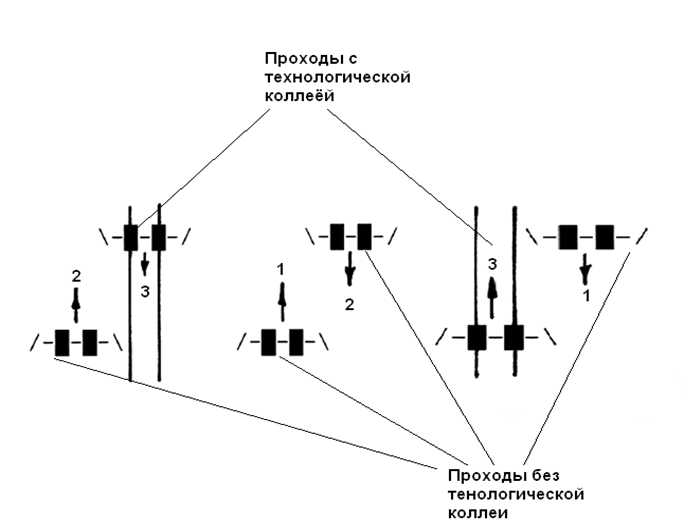 Проходы с
технологической
коллеёй
2
3
1
2
3
1
Проходы без
тенологической
коллеи